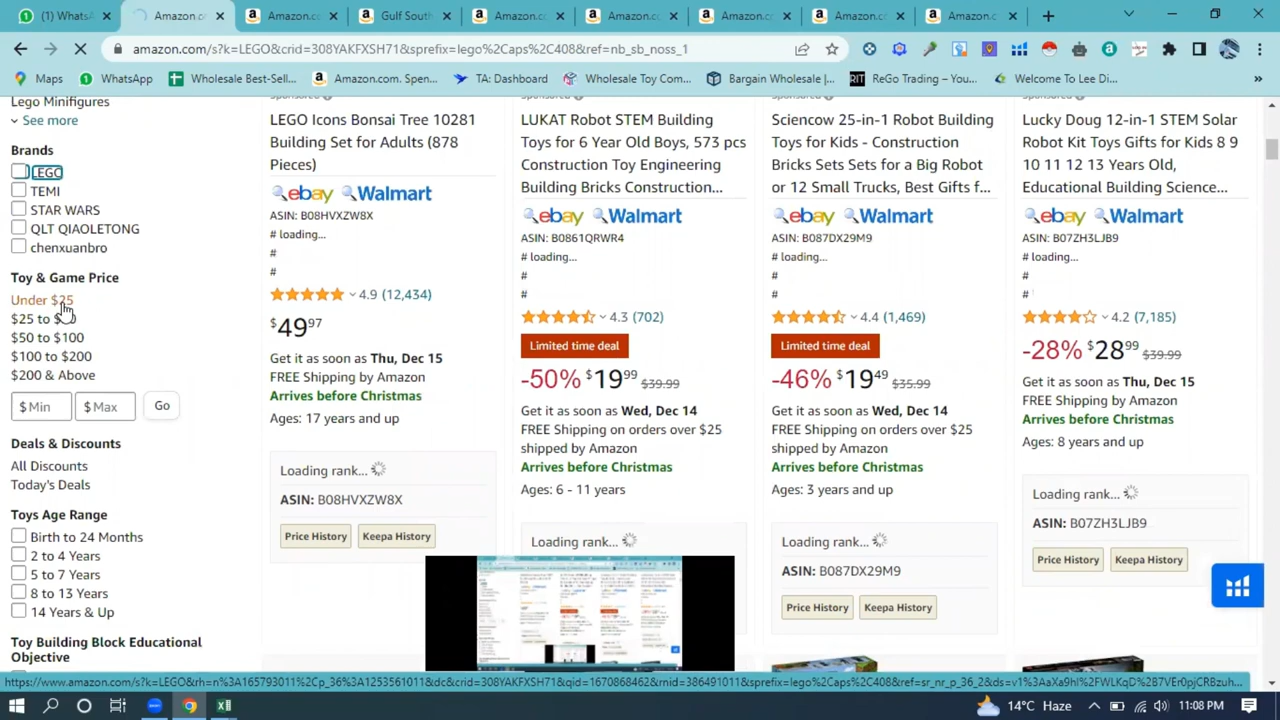 (1) WhatsA
Amazon.c
Amazon.co
Gulf South
Amazon.c
Amazon.c
Amazon.c
Amazon.c
Amazon.c
amazon.com/s?k=LEGO&crid=308YAKFXSH71&sprefix=lego%2Caps%2C408&ref=nb_sb_noss_1
Maps
WhatsApp
Wholesale Best-Sell...
Amazon.com. Spen...
TA: Dashboard
Wholesale Toy Com...
Bargain Wholesale |...
RIT
ReGo Trading – You...
Welcome To Lee Di...
»
Lego Minifigures
See more
Brands
LEGO
TEMI
STAR WARS
QLT QIAOLETONG
chenxuanbro
Toy & Game Price
Under $25
$25 to
$50 to $100
$100 to $200
$200 & Above
$ Min
$ Max
Go
Deals & Discounts
All Discounts
Today's Deals
Toys Age Range
Birth to 24 Months
2 to 4 Years
5 to 7 Years
8 to 13 Years
14 Years & Up
Toy Building Block Educational
Objective
Sponsored
LEGO Icons Bonsai Tree 10281
Building Set for Adults (878
Pieces)
ebay Walmart
ASIN: B08HVXZW8X
# loading...
#
#
4.9 (12,434)
$4997
Get it as soon as Thu, Dec 15
FREE Shipping by Amazon
Arrives before Christmas
Ages: 17 years and up
Loading rank...
ASIN: B08HVXZW8X
Price History
Keepa History
Sponsored
LUKAT Robot STEM Building
Toys for 6 Year Old Boys, 573 pcs
Construction Toy Engineering
Building Bricks Construction...
ebay Walmart
ASIN: B0861QRWR4
# loading...
#
#
4.3 (702)
Limited time deal
-50% $1999 $39.99
Get it as soon as Wed, Dec 14
FREE Shipping on orders over $25
shipped by Amazon
Arrives before Christmas
Ages: 6 - 11 years
Loading rank...
Sponsored
Sciencow 25-in-1 Robot Building
Toys for Kids - Construction
Bricks Sets Sets for a Big Robot
or 12 Small Trucks, Best Gifts f...
ebay Walmart
ASIN: B087DX29M9
# loading...
#
#
4.4 (1,469)
Limited time deal
-46% $1949 $35.99
Get it as soon as Wed, Dec 14
FREE Shipping on orders over $25
shipped by Amazon
Arrives before Christmas
Ages: 3 years and up
Loading rank...
ASIN: B087DX29M9
Price History
Keepa History
Sponsored
Lucky Doug 12-in-1 STEM Solar
Robot Kit Toys Gifts for Kids 8 9
10 11 12 13 Years Old,
Educational Building Science...
ebay Walmart
ASIN: B07ZH3LJB9
# loading...
#
#
4.2 (7,185)
-28% $2899 $39.99
Get it as soon as Thu, Dec 15
FREE Shipping by Amazon
Arrives before Christmas
Ages: 8 years and up
Loading rank...
ASIN: B07ZH3LJB9
Price History
Keepa History
https://www.amazon.com/s?k=LEGO&rh=n%3A165793011%2Cp_36%3A1253561011&dc&crid=308YAKFXSH71&qid=1670868462&rnid=386491011&sprefix=lego%2Caps%2C408&ref=sr_nr_p_36_2&ds=v1%3AaXa9hI%2FWLKqD%2B7VEr0pjCRBzuh...
14°C Haze
11:08 PM